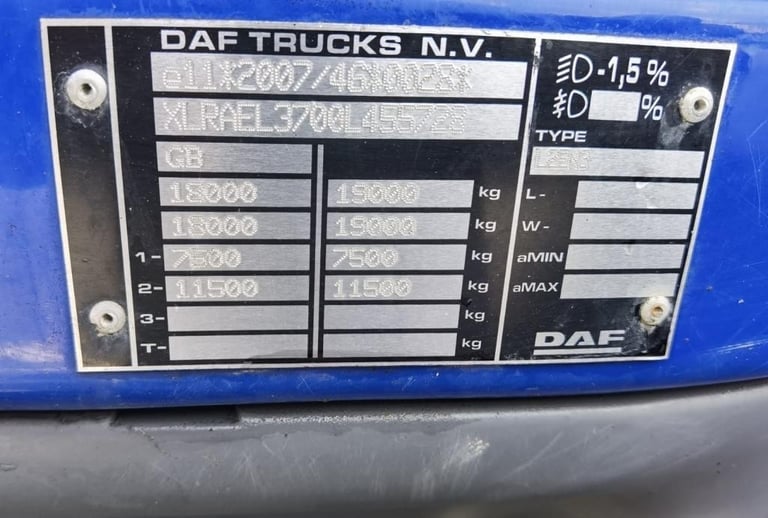 DAF TRUCKS N.V.
e11*2007/46*0028*
XLRAEL3700L455728
GB
18000 19000 kg
18000 19000 kg
1- 7500 7500 kg
2- 11500 11500 kg
3- kg
T- kg
-1,5 %
%
TYPE
L-
W-
aMIN
aMAX
DAF